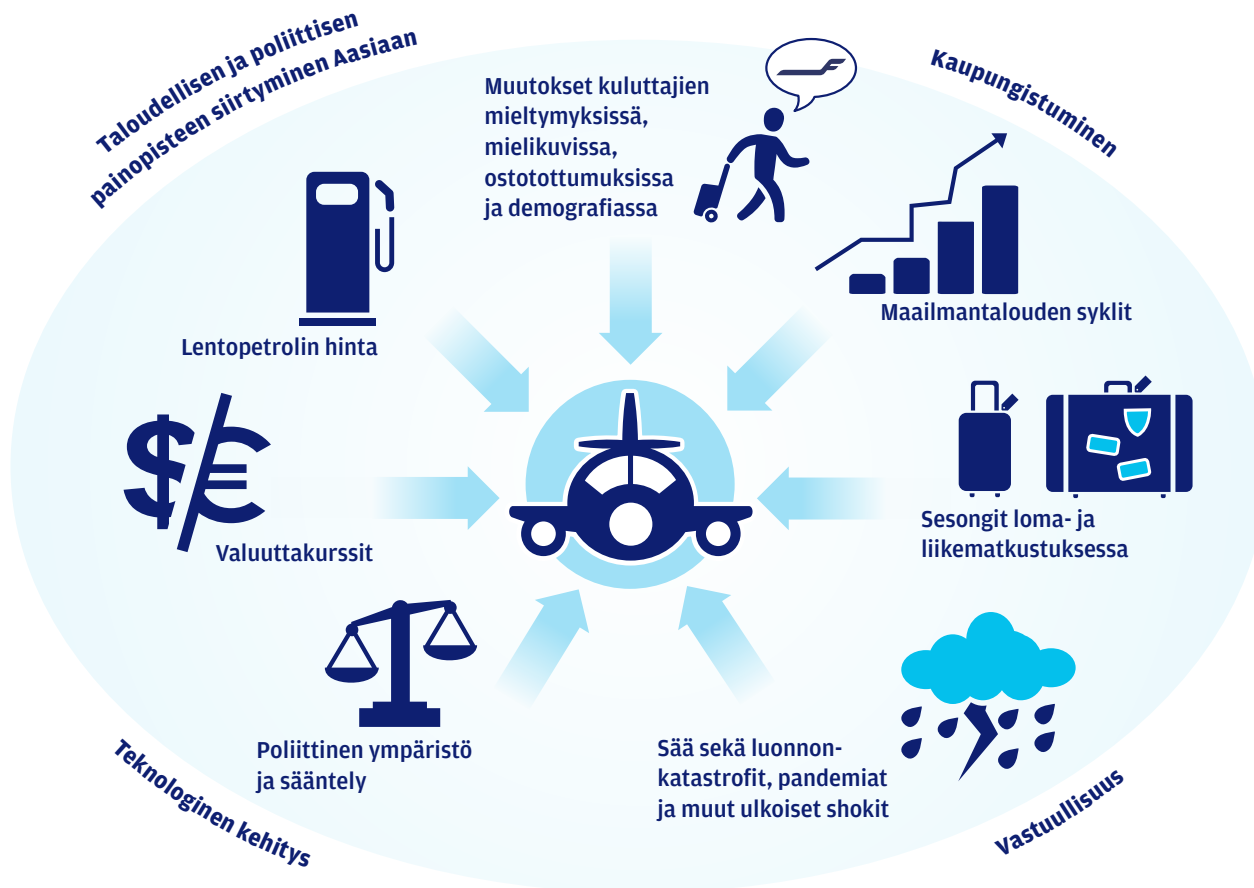 Taloudellisen ja poliittisen
painopisteen siirtyminen Aasiaan
Muutokset kuluttajien
mieltymyksissä,
mielikuvissa,
ostotottumuksissa
ja demografiassa
Kaupungistuminen
Lentopetrolin hinta
Maailmantalouden syklit
$/€
Valuuttakurssit
Sesongit loma- ja
liikematkustuksessa
Poliittinen ympäristö
ja sääntely
Sää sekä luonnon-
katastrofit, pandemiat
ja muut ulkoiset shokit
Teknologinen kehitys
Vastuullisuus